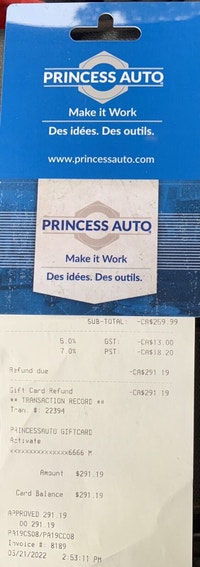 PRINCESS AUTO
Make it Work
Des idées. Des outils.
www.princessauto.com
PRINCESS AUTO
Make it Work
Des idées. Des outils.
SUB-TOTAL: -CA$259.99
5.0% GST: -CA$13.00
7.0% PST: -CA$18.20
Refund due -CA$291.19
Gift Card Refund -CA$291.19
** TRANSACTION RECORD **
Tran. #: 22394
PRINCESSAUTO GIFTCARD
Activate
xxxxxxxxxxxxxxx6666 M
Amount $291.19
Card Balance $291.19
APPROVED 291.19
00 291.19
PA19CS08/PA19CC08
Invoice #: 8189
05/21/2022 2:53:11 PM